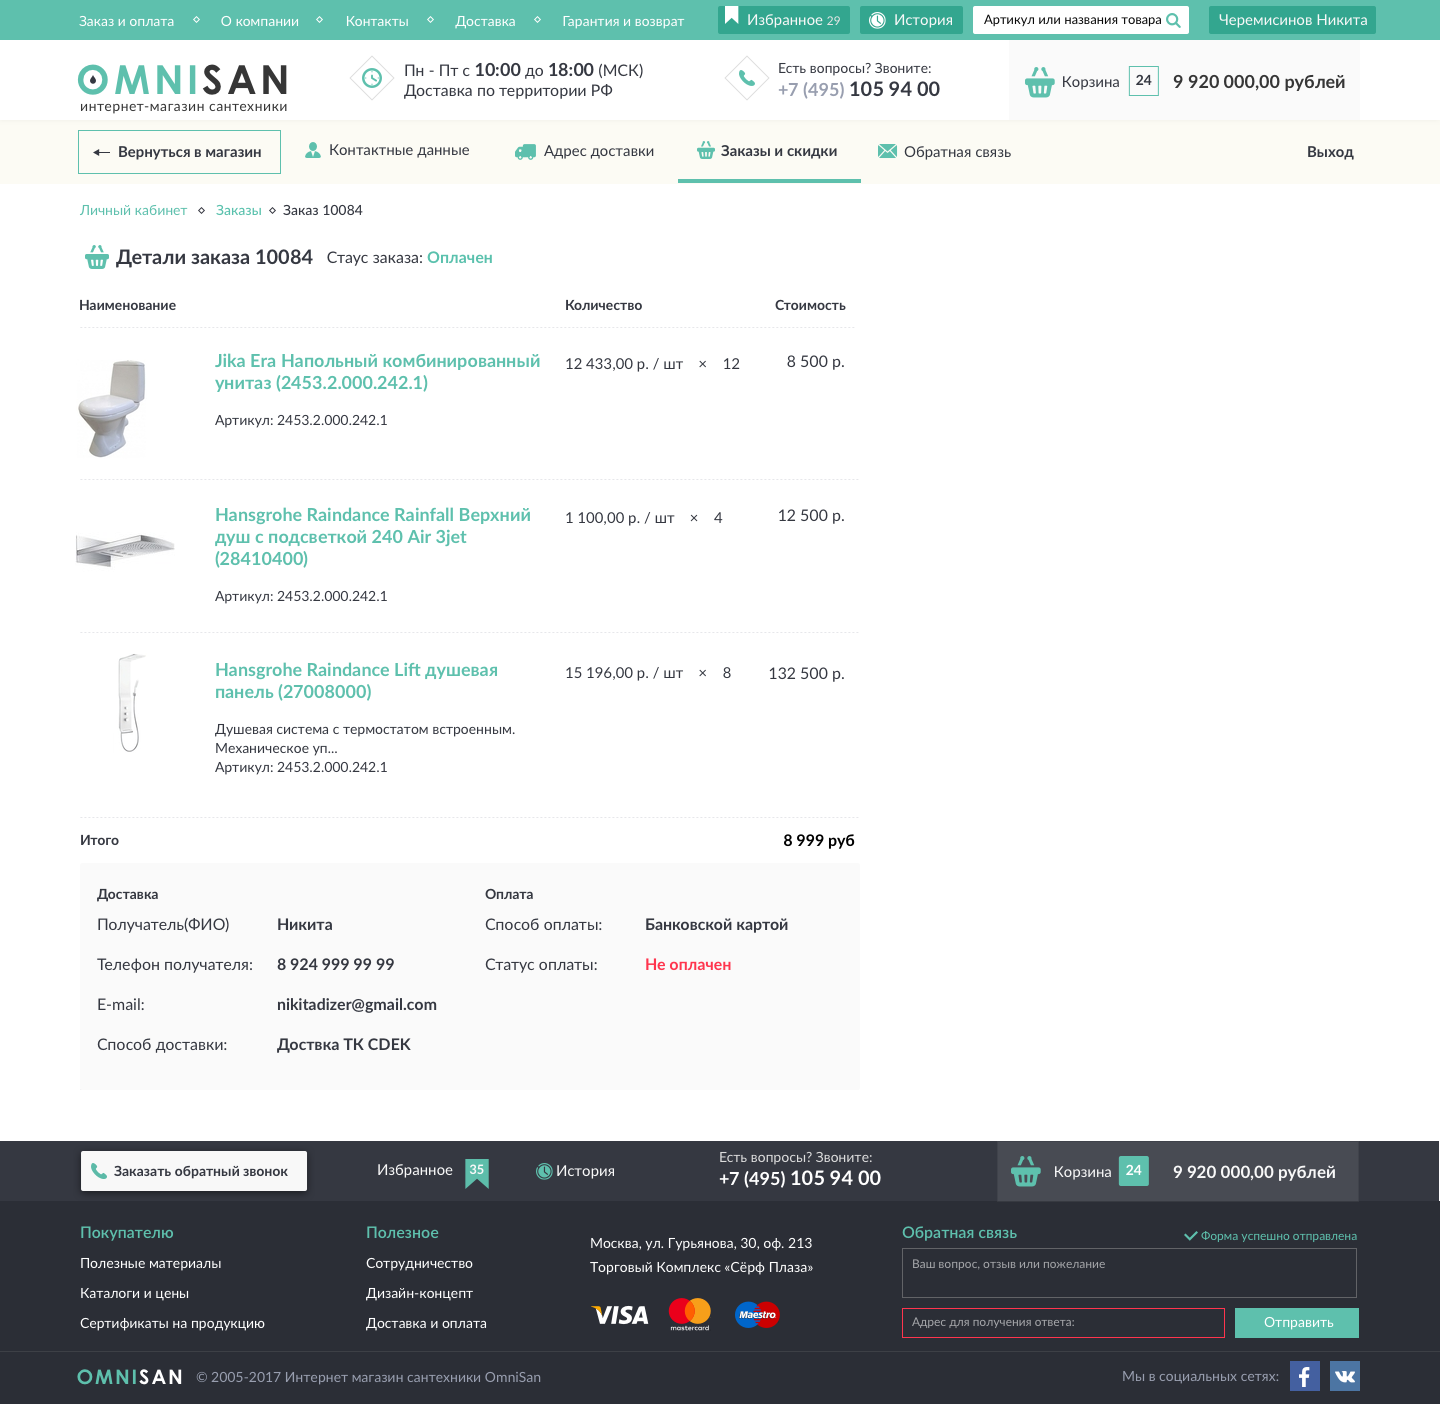 Заказ и оплата О компании Контакты Доставка Гарантия и возврат Избранное 29 История Артикул или названия товара Черемисинов Никита
OMNISAN
интернет-магазин сантехники
Пн - Пт с 10:00 до 18:00 (МСК)
Доставка по территории РФ
Есть вопросы? Звоните:
+7 (495) 105 94 00
Корзина 24 9 920 000,00 рублей
Вернуться в магазин Контактные данные Адрес доставки Заказы и скидки Обратная связь Выход
Личный кабинет Заказы Заказ 10084
Детали заказа 10084 Стаус заказа: Оплачен
Наименование Количество Стоимость
Jika Era Напольный комбинированный
унитаз (2453.2.000.242.1)
Артикул: 2453.2.000.242.1
12 433,00 р. / шт × 12 8 500 р.
Hansgrohe Raindance Rainfall Верхний
душ с подсветкой 240 Air 3jet
(28410400)
Артикул: 2453.2.000.242.1
1 100,00 р. / шт × 4 12 500 р.
Hansgrohe Raindance Lift душевая
панель (27008000)
Душевая система с термостатом встроенным.
Механическое уп...
Артикул: 2453.2.000.242.1
15 196,00 р. / шт × 8 132 500 р.
Итого 8 999 руб
Доставка
Получатель(ФИО) Никита
Телефон получателя: 8 924 999 99 99
E-mail: nikitadizer@gmail.com
Способ доставки: Доствка ТК CDEK
Оплата
Способ оплаты: Банковской картой
Статус оплаты: Не оплачен
Заказать обратный звонок Избранное 35 История
Есть вопросы? Звоните:
+7 (495) 105 94 00
Корзина 24 9 920 000,00 рублей
Покупателю
Полезные материалы
Каталоги и цены
Сертификаты на продукцию
Полезное
Сотрудничество
Дизайн-концепт
Доставка и оплата
Москва, ул. Гурьянова, 30, оф. 213
Торговый Комплекс «Сёрф Плаза»
VISA mastercard Maestro
Обратная связь Форма успешно отправлена
Ваш вопрос, отзыв или пожелание
Адрес для получения ответа: Отправить
OMNISAN © 2005-2017 Интернет магазин сантехники OmniSan Мы в социальных сетях: